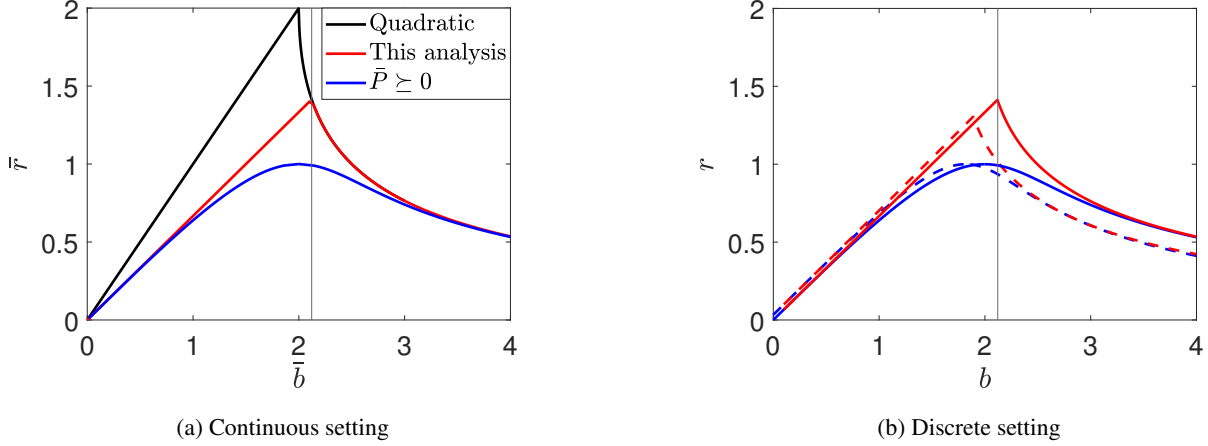 2
1.5
1
0.5
0
r̄
0 1 2 3 4
b̄
Quadratic
This analysis
P̄ ⪰ 0
(a) Continuous setting
2
1.5
1
0.5
0
r
0 1 2 3 4
b
(b) Discrete setting